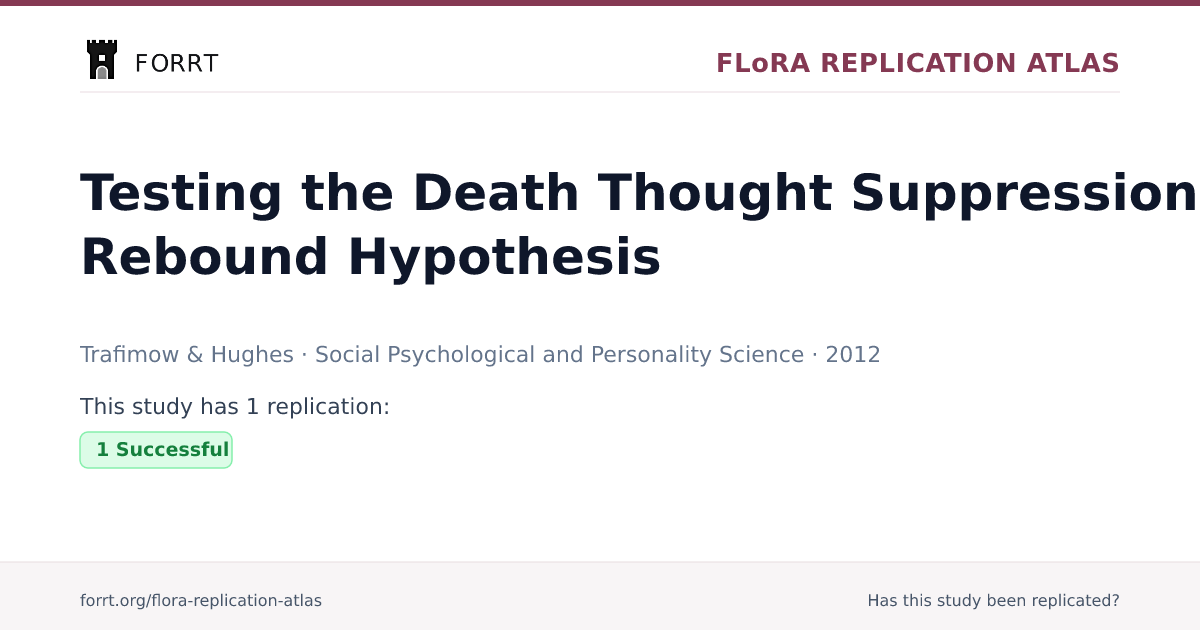 FORRT
FLoRA REPLICATION ATLAS
Testing the Death Thought Suppression
Rebound Hypothesis
Trafimow & Hughes · Social Psychological and Personality Science · 2012
This study has 1 replication:
1 Successful
forrt.org/flora-replication-atlas
Has this study been replicated?